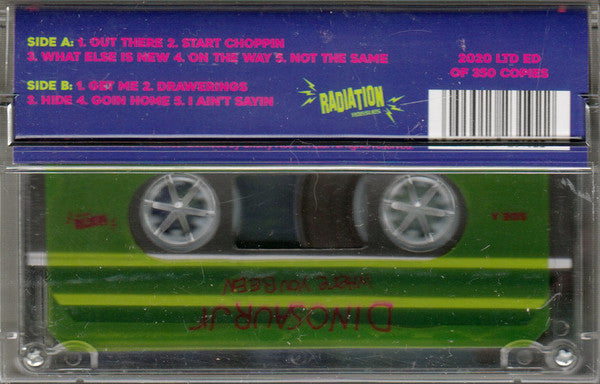 SIDE A: 1. OUT THERE 2. START CHOPPIN
3. WHAT ELSE IS NEW 4. ON THE WAY 5. NOT THE SAME
SIDE B: 1. GET ME 2. DRAWERINGS
3. HIDE 4. GOIN HOME 5. I AIN'T SAYIN
2020 LTD ED
OF 250 COPIES
RADIATION
SIDE A
WHERE YOU BEEN
DINOSAUR JR